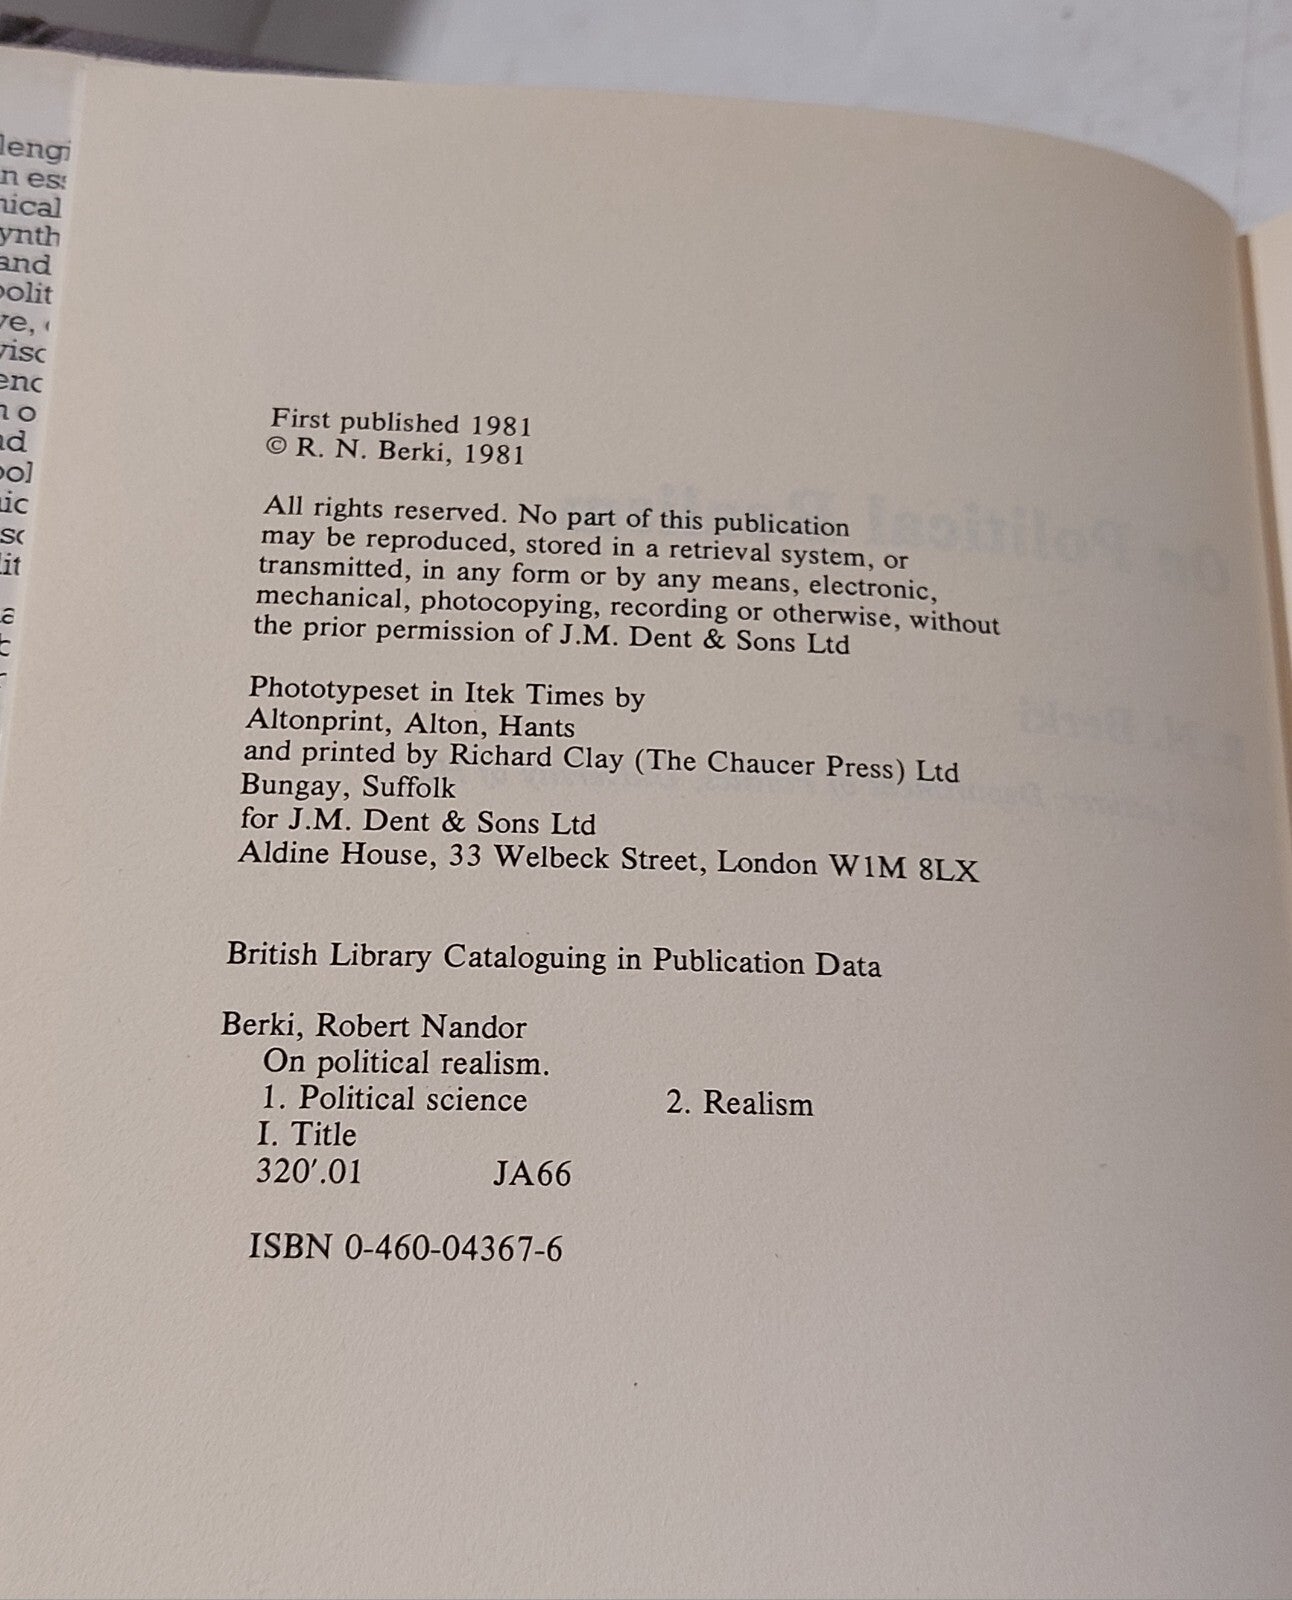 First published 1981
© R. N. Berki, 1981
All rights reserved. No part of this publication
may be reproduced, stored in a retrieval system, or
transmitted, in any form or by any means, electronic,
mechanical, photocopying, recording or otherwise, without
the prior permission of J.M. Dent & Sons Ltd
Phototypeset in Itek Times by
Altonprint, Alton, Hants
and printed by Richard Clay (The Chaucer Press) Ltd
Bungay, Suffolk
for J.M. Dent & Sons Ltd
Aldine House, 33 Welbeck Street, London W1M 8LX
British Library Cataloguing in Publication Data
Berki, Robert Nandor
On political realism.
1. Political science 2. Realism
I. Title
320'.01 JA66
ISBN 0-460-04367-6